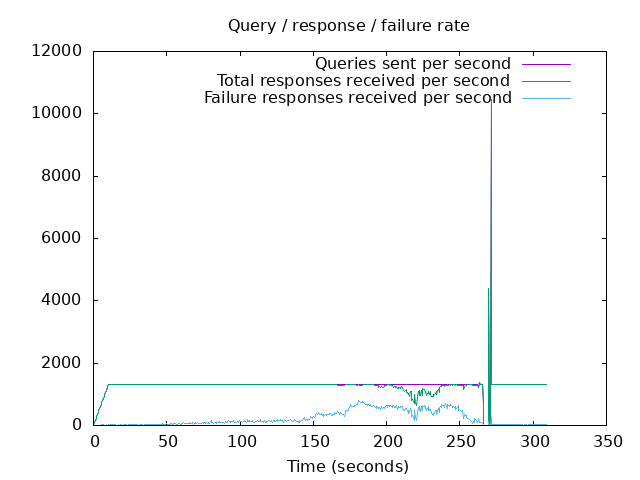 Query / response / failure rate
Queries sent per second
Total responses received per second
Failure responses received per second
12000
10000
8000
6000
4000
2000
0
0 50 100 150 200 250 300 350
Time (seconds)